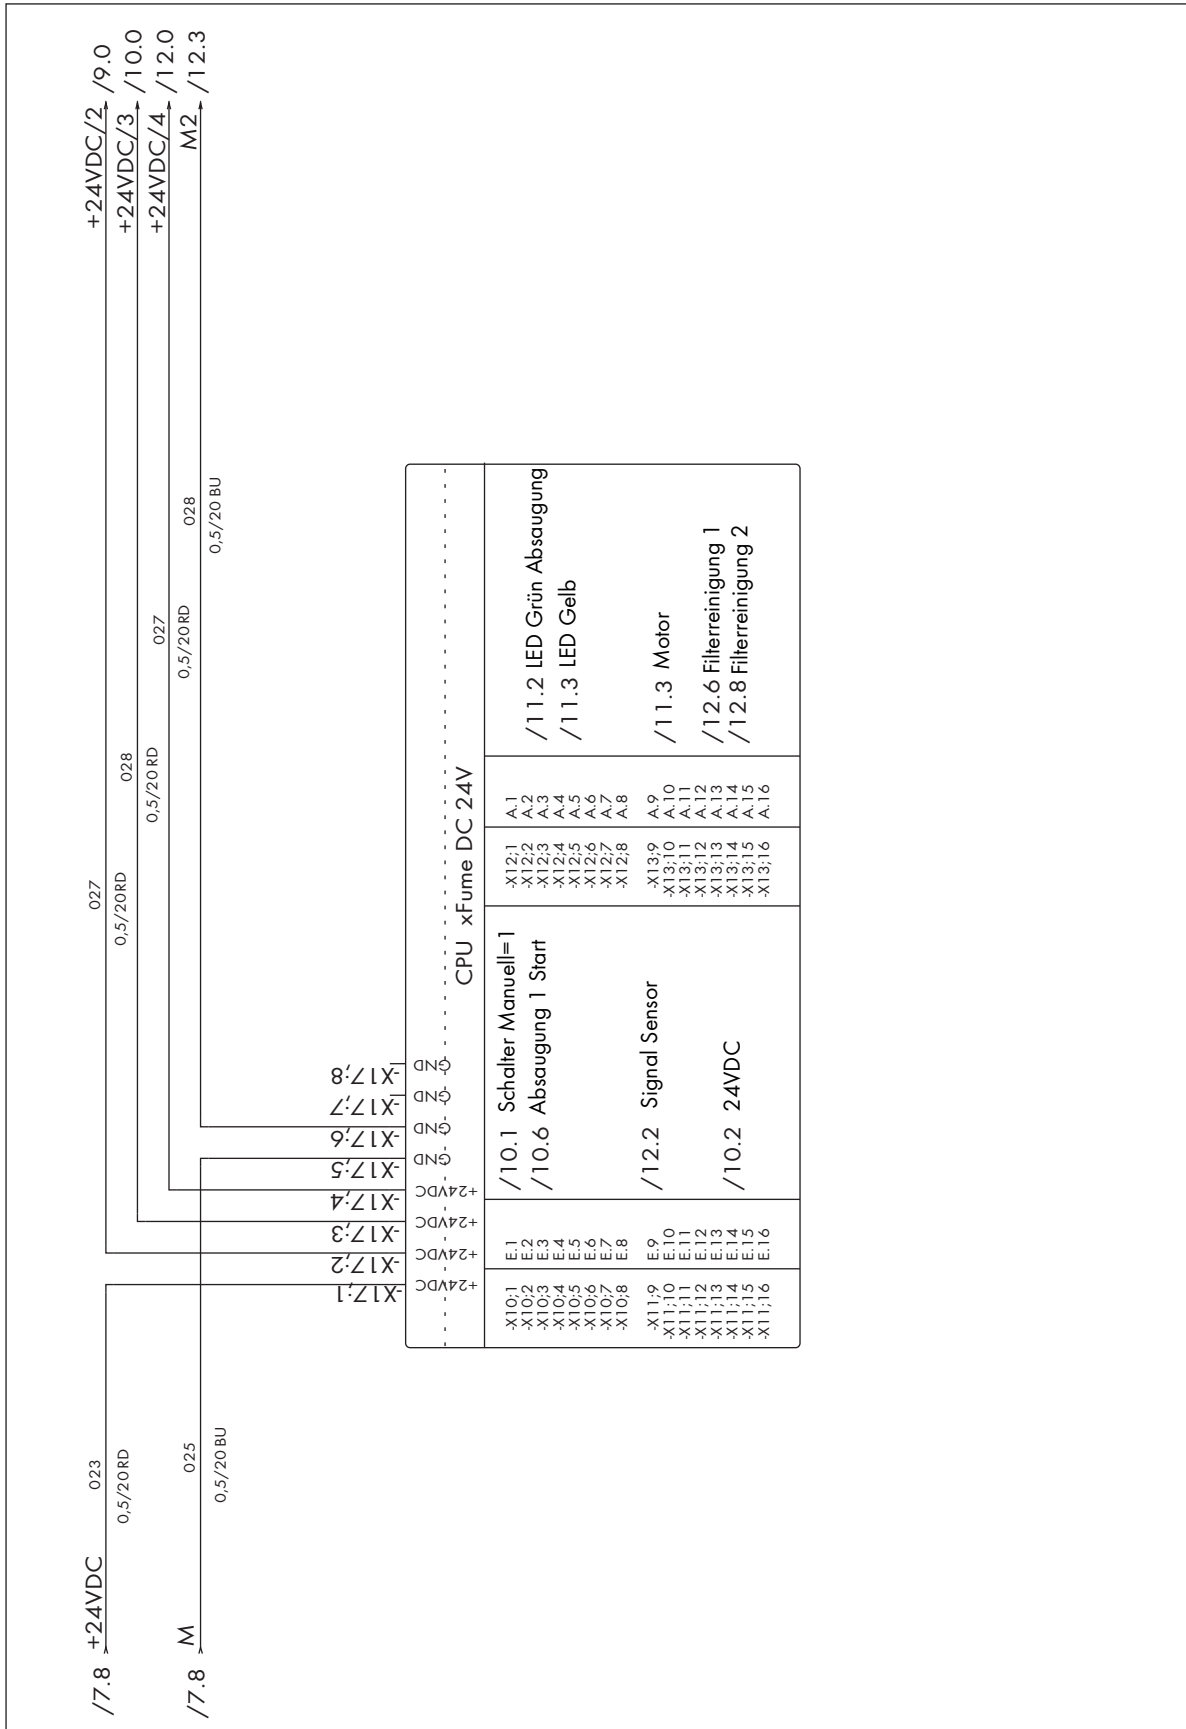 /7.8 +24VDC
023
0,5/20RD
027
0,5/20RD
+24VDC/2 /9.0
028
0,5/20 RD
+24VDC/3 /10.0
027
0,5/20RD
+24VDC/4 /12.0
/7.8 M
025
0,5/20 BU
028
0,5/20 BU
M2 /12.3
-X17:1 -X17:2 -X17:3 -X17:4 -X17:5 -X17:6 -X17:7 -X17:8
+24VDC +24VDC +24VDC +24VDC GND GND GND GND
CPU xFume DC 24V
-X10;1 E.1 /10.1 Schalter Manuell=1 -X12;1 A.1
-X10;2 E.2 -X12;2 A.2 /11.2 LED Grün Absaugung
-X10;3 E.3 /10.6 Absaugung 1 Start -X12;3 A.3
-X10;4 E.4 -X12;4 A.4 /11.3 LED Gelb
-X10;5 E.5 -X12;5 A.5
-X10;6 E.6 -X12;6 A.6
-X10;7 E.7 -X12;7 A.7
-X10;8 E.8 -X12;8 A.8
-X11;9 E.9 /12.2 Signal Sensor -X13;9 A.9
-X11;10 E.10 -X13;10 A.10 /11.3 Motor
-X11;11 E.11 -X13;11 A.11
-X11;12 E.12 -X13;12 A.12
-X11;13 E.13 -X13;13 A.13 /12.6 Filterreinigung 1
-X11;14 E.14 /10.2 24VDC -X13;14 A.14
-X11;15 E.15 -X13;15 A.15 /12.8 Filterreinigung 2
-X11;16 E.16 -X13;16 A.16